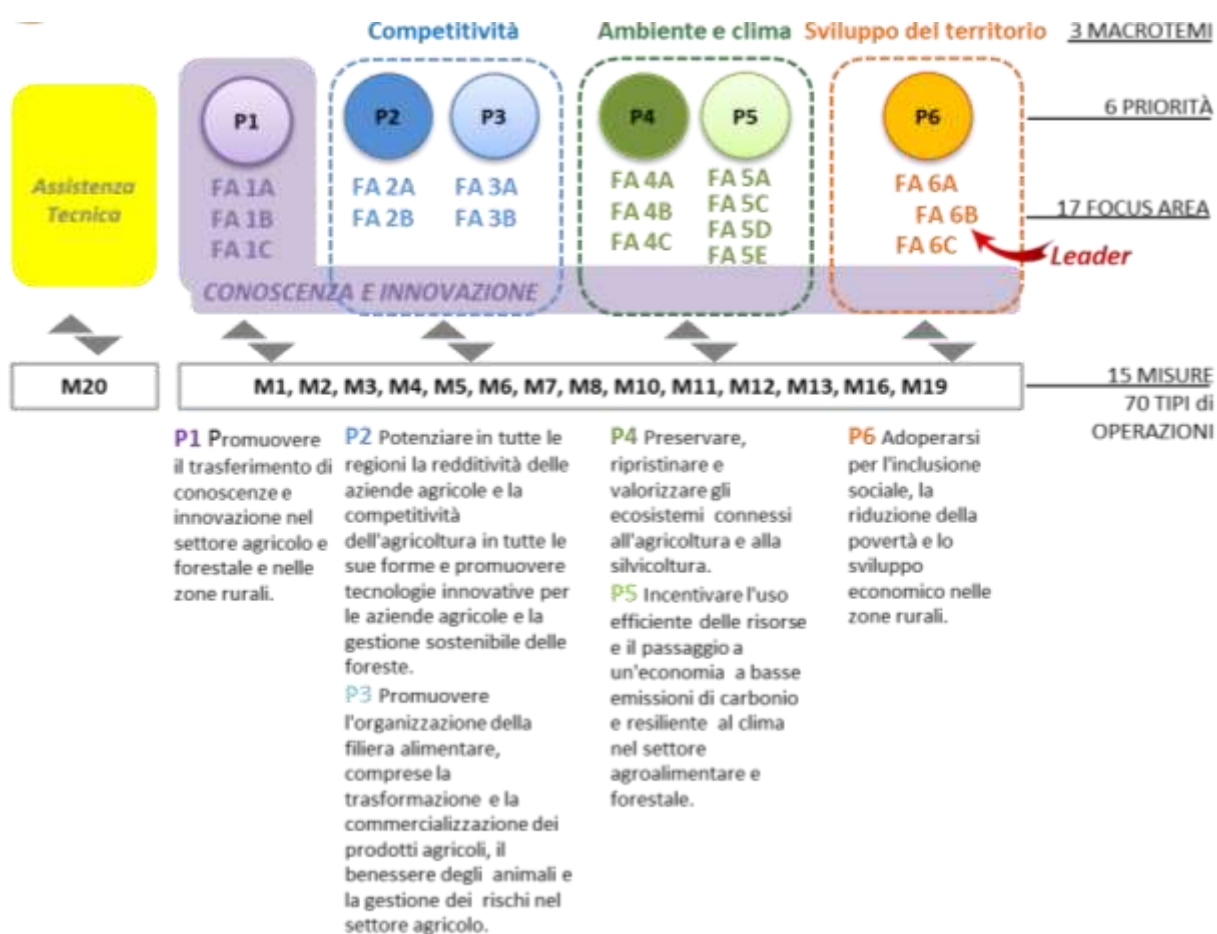 Competitività Ambiente e clima Sviluppo del territorio 3 MACROTEMI
P1 P2 P3 P4 P5 P6 6 PRIORITÀ
Assistenza
Tecnica
FA 1A
FA 1B
FA 1C
FA 2A
FA 2B
FA 3A
FA 3B
FA 4A
FA 4B
FA 4C
FA 5A
FA 5C
FA 5D
FA 5E
FA 6A
FA 6B
FA 6C
17 FOCUS AREA
Leader
CONOSCENZA E INNOVAZIONE
M20
M1, M2, M3, M4, M5, M6, M7, M8, M10, M11, M12, M13, M16, M19
15 MISURE
70 TIPI di
OPERAZIONI
P1 Promuovere
il trasferimento di
conoscenze e
innovazione nel
settore agricolo e
forestale e nelle
zone rurali.
P2 Potenziare in tutte le
regioni la redditività delle
aziende agricole e la
competitività
dell'agricoltura in tutte le
sue forme e promuovere
tecnologie innovative per
le aziende agricole e la
gestione sostenibile delle
foreste.
P3 Promuovere
l'organizzazione della
filiera alimentare,
comprese la
trasformazione e la
commercializzazione dei
prodotti agricoli, il
benessere degli animali e
la gestione dei rischi nel
settore agricolo.
P4 Preservare,
ripristinare e
valorizzare gli
ecosistemi connessi
all'agricoltura e alla
silvicoltura.
P5 Incentivare l'uso
efficiente delle risorse
e il passaggio a
un'economia a basse
emissioni di carbonio
e resiliente al clima
nel settore
agroalimentare e
forestale.
P6 Adoperarsi
per l'inclusione
sociale, la
riduzione della
povertà e lo
sviluppo
economico nelle
zone rurali.